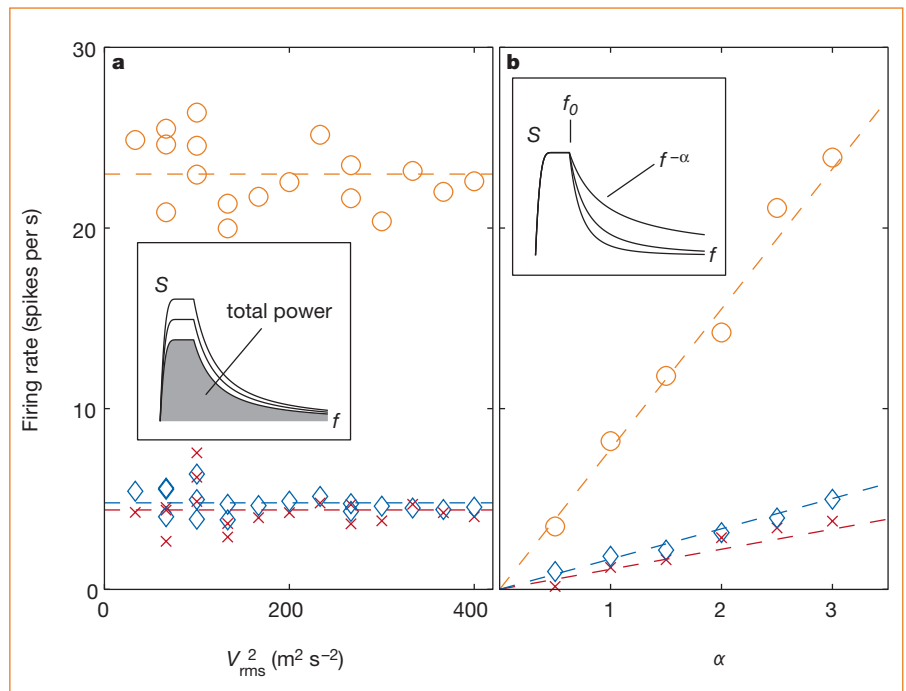 a
b
30
20
10
0
Firing rate (spikes per s)
S
total power
f
S
f0
f−α
f
0
200
400
1
2
3
Vrms2 (m2 s−2)
α